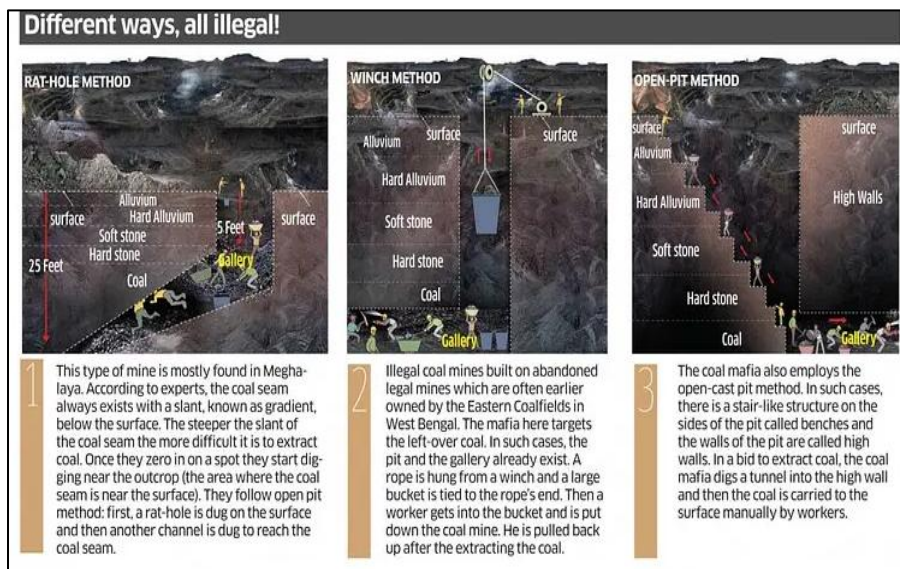 Different ways, all illegal!
RAT-HOLE METHOD
surface
Alluvium
Hard Alluvium
Soft stone
Hard stone
Coal
25 Feet
5 Feet
surface
Gallery
1
This type of mine is mostly found in Megha-
laya. According to experts, the coal seam
always exists with a slant, known as gradient,
below the surface. The steeper the slant of
the coal seam the more difficult it is to extract
coal. Once they zero in on a spot they start dig-
ging near the outcrop (the area where the coal
seam is near the surface). They follow open pit
method: first, a rat-hole is dug on the surface
and then another channel is dug to reach the
coal seam.
WINCH METHOD
surface
surface
Alluvium
Hard Alluvium
Soft stone
Hard stone
Coal
Gallery
2
Illegal coal mines built on abandoned
legal mines which are often earlier
owned by the Eastern Coalfields in
West Bengal. The mafia here targets
the left-over coal. In such cases, the
pit and the gallery already exist. A
rope is hung from a winch and a large
bucket is tied to the rope's end. Then a
worker gets into the bucket and is put
down the coal mine. He is pulled back
up after the extracting the coal.
OPEN-PIT METHOD
surface
Alluvium
Hard Alluvium
Soft stone
Hard stone
Coal
surface
High Walls
Gallery
3
The coal mafia also employs the
open-cast pit method. In such cases,
there is a stair-like structure on the
sides of the pit called benches and
the walls of the pit are called high
walls. In a bid to extract coal, the coal
mafia digs a tunnel into the high wall
and then the coal is carried to the
surface manually by workers.